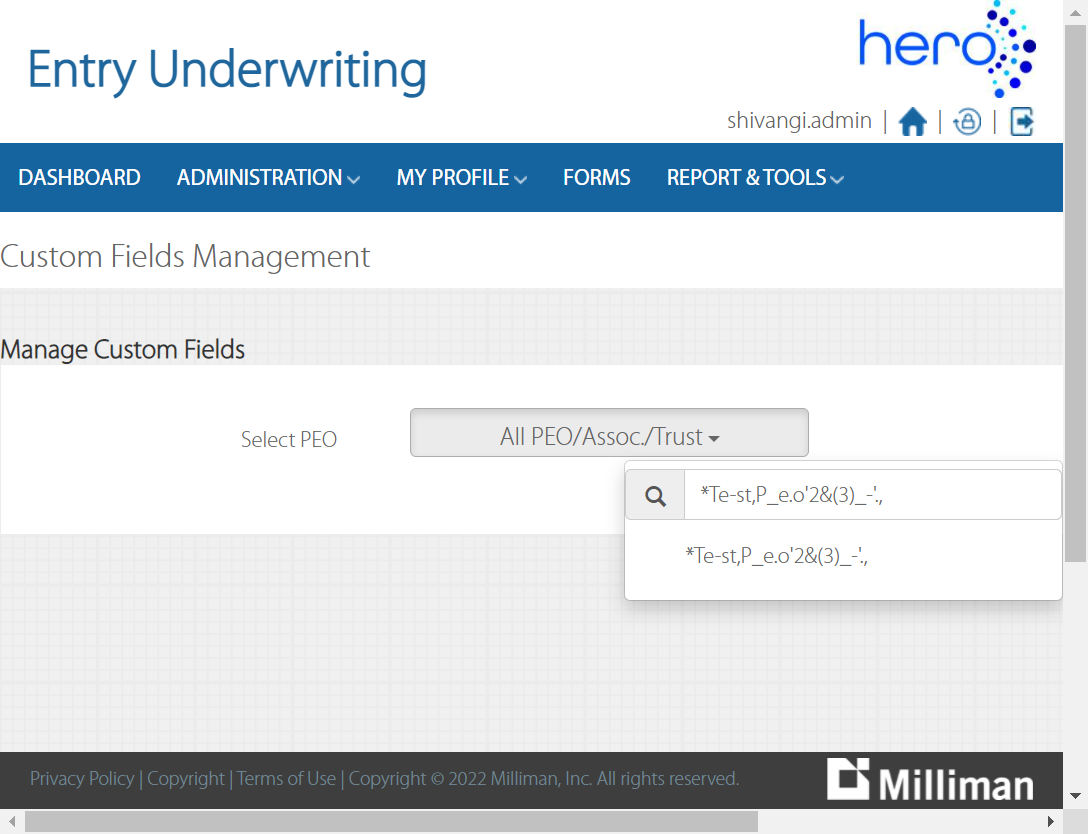 Entry Underwriting
hero
shivangi.admin | | |
DASHBOARD ADMINISTRATION MY PROFILE FORMS REPORT & TOOLS
Custom Fields Management
Manage Custom Fields
Select PEO
All PEO/Assoc./Trust
*Te-st,P_e.o'2&(3)_-'.,
*Te-st,P_e.o'2&(3)_-'.,
Privacy Policy | Copyright | Terms of Use | Copyright © 2022 Milliman, Inc. All rights reserved.
Milliman